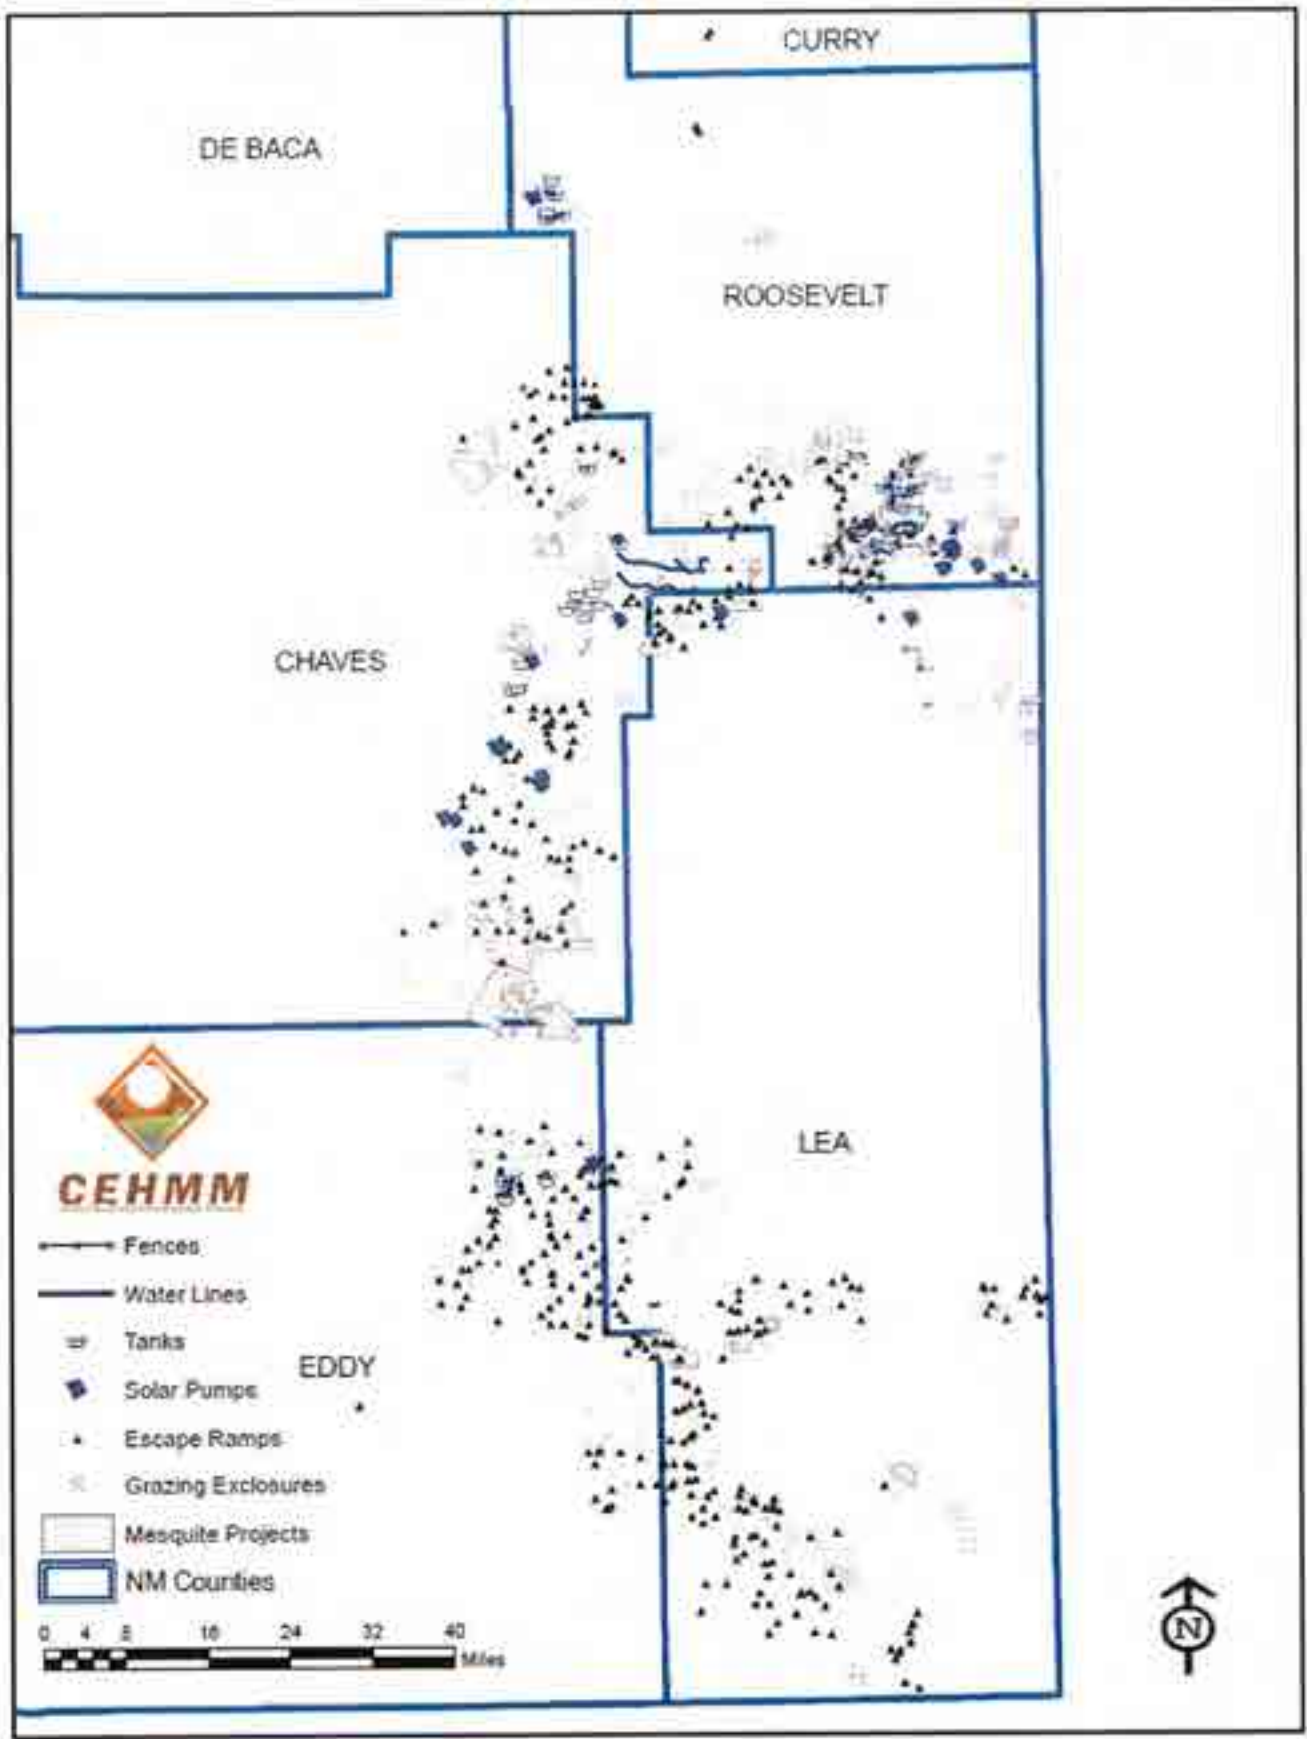 CURRY
DE BACA
ROOSEVELT
CHAVES
LEA
EDDY
CEHMM
Fences
Water Lines
Tanks
Solar Pumps
Escape Ramps
Grazing Exclosures
Mesquite Projects
NM Counties
0 4 8 16 24 32 40
Miles
N